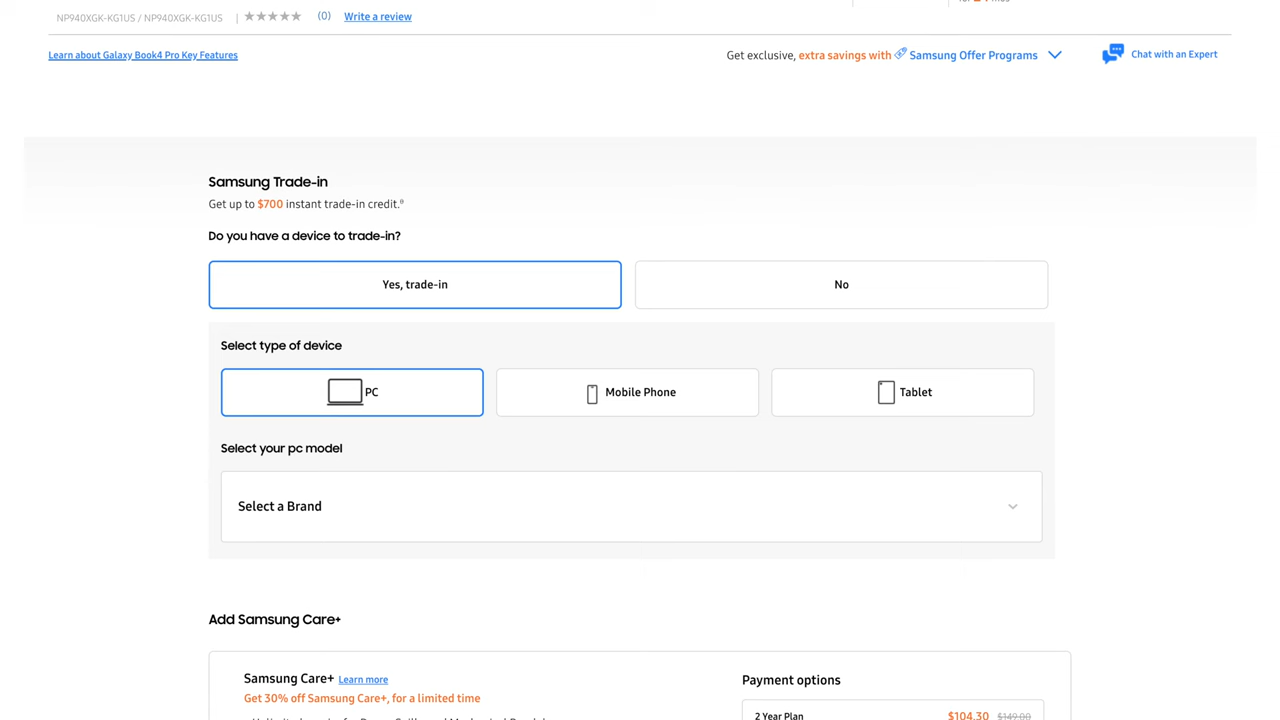 NP940XGK-KG1US / NP940XGK-KG1US | ★★★★★ (0) Write a review
Learn about Galaxy Book4 Pro Key Features
Get exclusive, extra savings with Samsung Offer Programs
Chat with an Expert
Samsung Trade-in
Get up to $700 instant trade-in credit.θ
Do you have a device to trade-in?
Yes, trade-in
No
Select type of device
PC
Mobile Phone
Tablet
Select your pc model
Select a Brand
Add Samsung Care+
Samsung Care+ Learn more
Get 30% off Samsung Care+, for a limited time
Payment options
2 Year Plan $104.30 $149.00